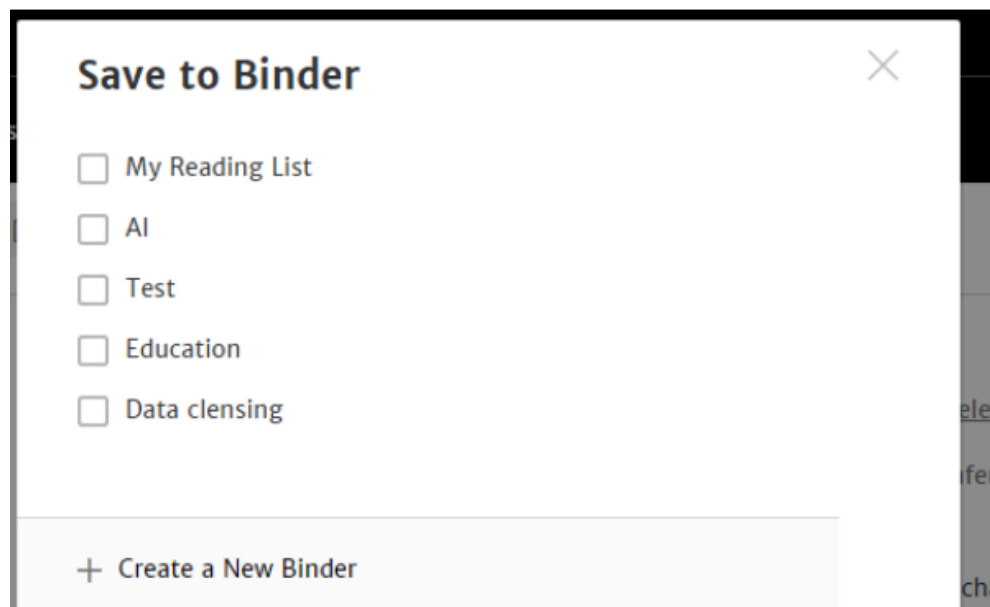 Save to Binder
My Reading List
AI
Test
Education
Data clensing
Create a New Binder